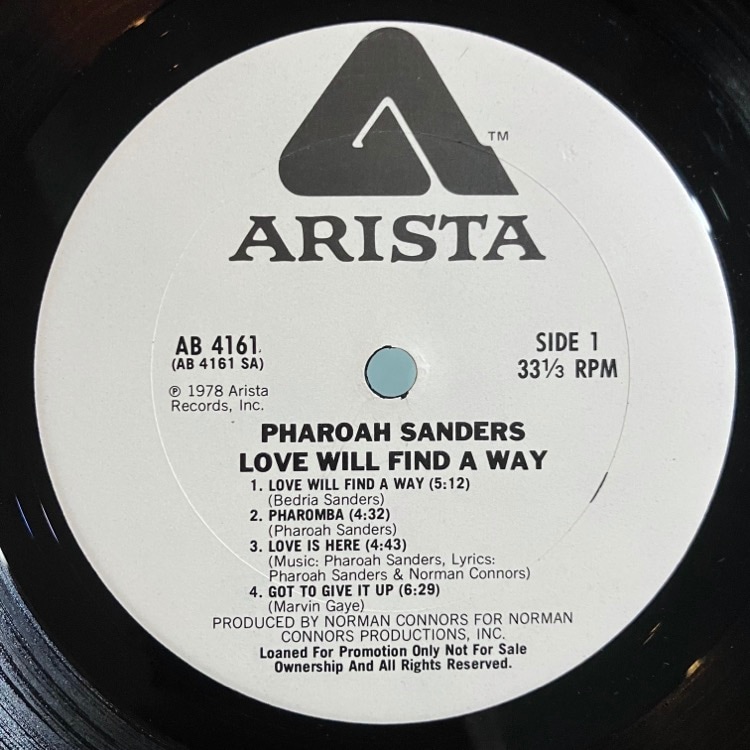 TM
ARISTA
AB 4161
(AB 4161 SA)
SIDE 1
33⅓ RPM
℗ 1978 Arista
Records, Inc.
PHAROAH SANDERS
LOVE WILL FIND A WAY
1. LOVE WILL FIND A WAY (5:12)
(Bedria Sanders)
2. PHAROMBA (4:32)
(Pharoah Sanders)
3. LOVE IS HERE (4:43)
(Music: Pharoah Sanders, Lyrics:
Pharoah Sanders & Norman Connors)
4. GOT TO GIVE IT UP (6:29)
(Marvin Gaye)
PRODUCED BY NORMAN CONNORS FOR NORMAN
CONNORS PRODUCTIONS, INC.
Loaned For Promotion Only Not For Sale
Ownership And All Rights Reserved.